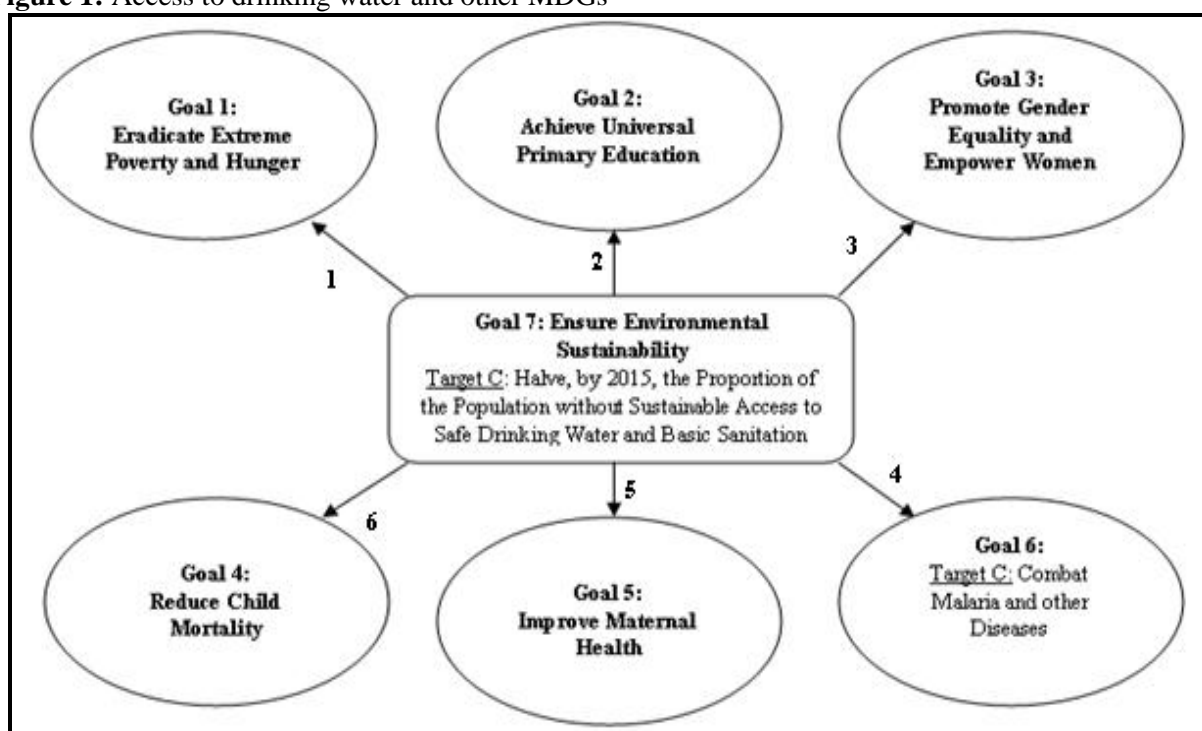 igure 1: Access to drinking water and other MDGs
Goal 1:
Eradicate Extreme
Poverty and Hunger
Goal 2:
Achieve Universal
Primary Education
Goal 3:
Promote Gender
Equality and
Empower Women
1
2
3
Goal 7: Ensure Environmental
Sustainability
Target C: Halve, by 2015, the Proportion of
the Population without Sustainable Access to
Safe Drinking Water and Basic Sanitation
6
5
4
Goal 4:
Reduce Child
Mortality
Goal 5:
Improve Maternal
Health
Goal 6:
Target C: Combat
Malaria and other
Diseases